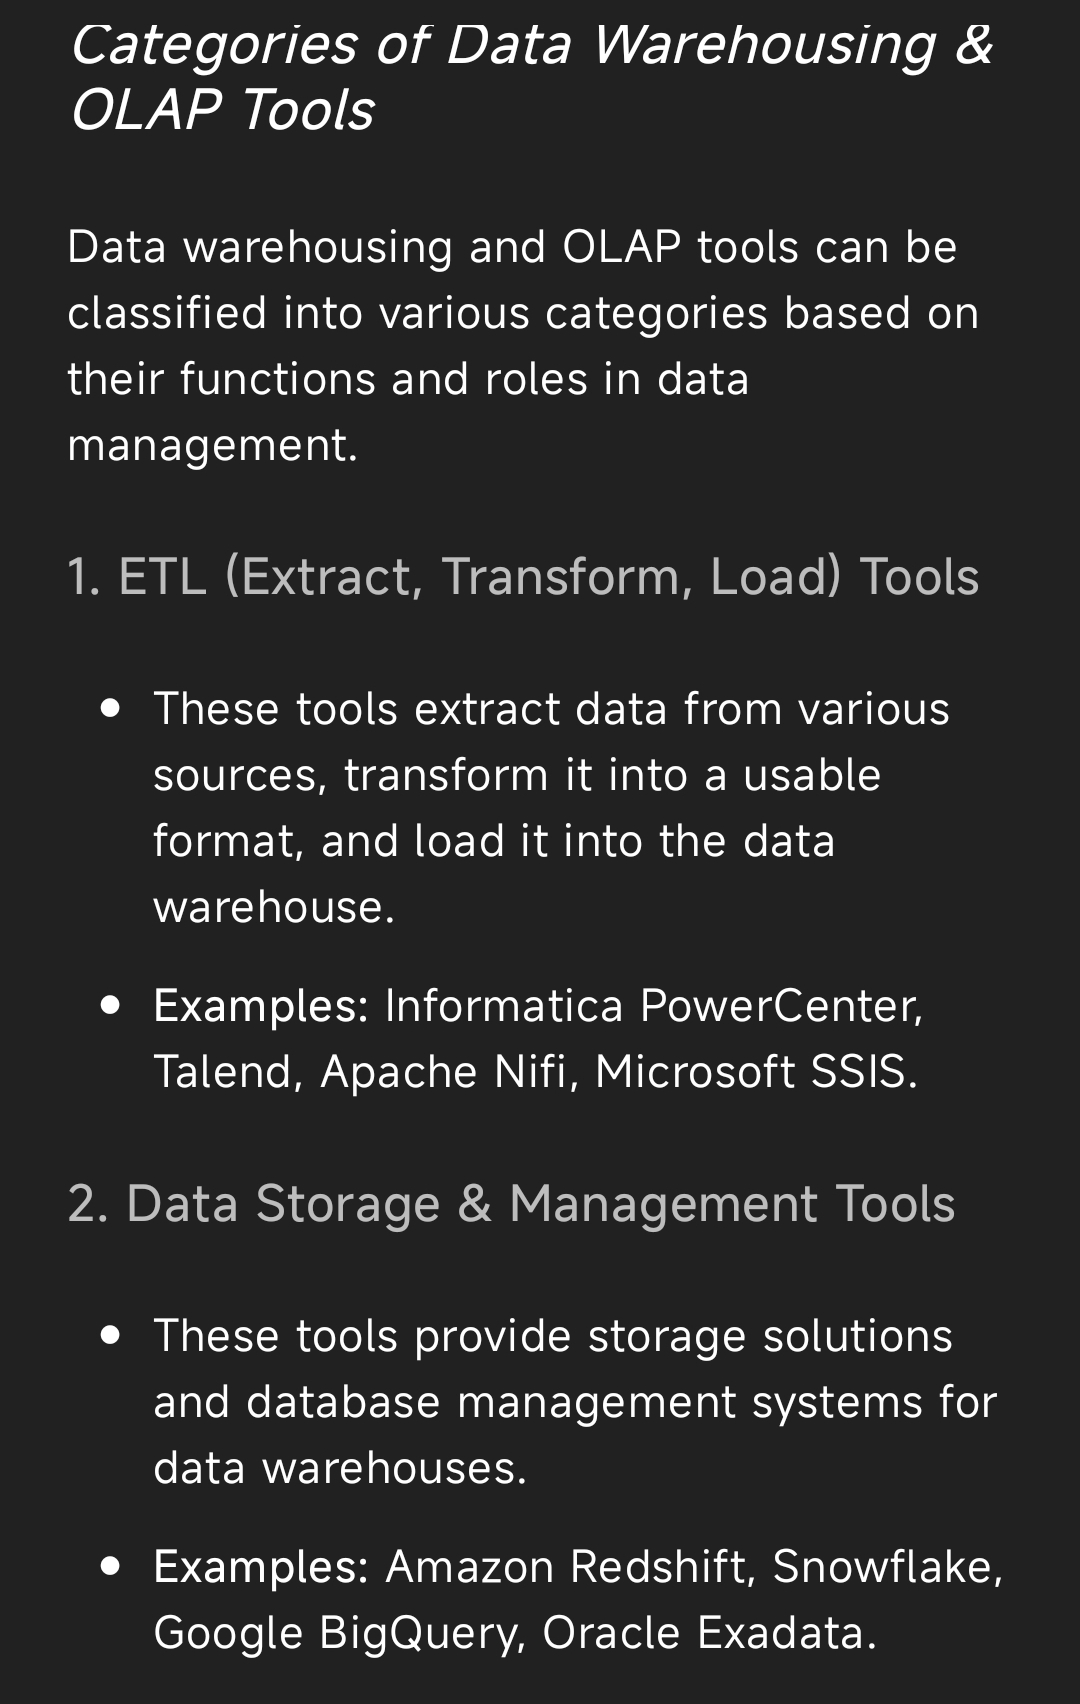 Categories of Data Warehousing &
OLAP Tools
Data warehousing and OLAP tools can be
classified into various categories based on
their functions and roles in data
management.
1. ETL (Extract, Transform, Load) Tools
● These tools extract data from various
sources, transform it into a usable
format, and load it into the data
warehouse.
● Examples: Informatica PowerCenter,
Talend, Apache Nifi, Microsoft SSIS.
2. Data Storage & Management Tools
● These tools provide storage solutions
and database management systems for
data warehouses.
● Examples: Amazon Redshift, Snowflake,
Google BigQuery, Oracle Exadata.